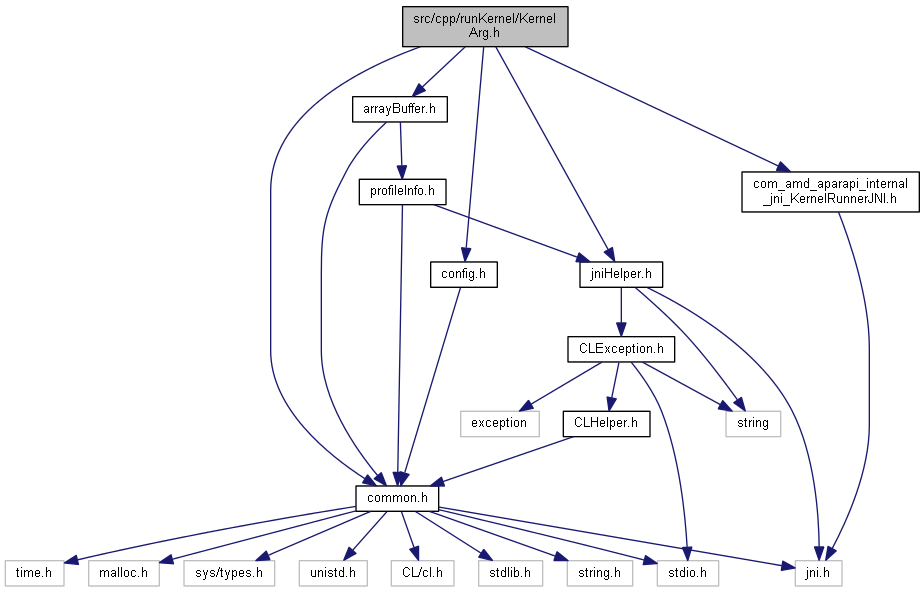 src/cpp/runKernel/Kernel
Arg.h
arrayBuffer.h
profileInfo.h
com_amd_aparapi_internal
_jni_KernelRunnerJNI.h
config.h
jniHelper.h
CLException.h
exception
CLHelper.h
string
common.h
time.h
malloc.h
sys/types.h
unistd.h
CL/cl.h
stdlib.h
string.h
stdio.h
jni.h